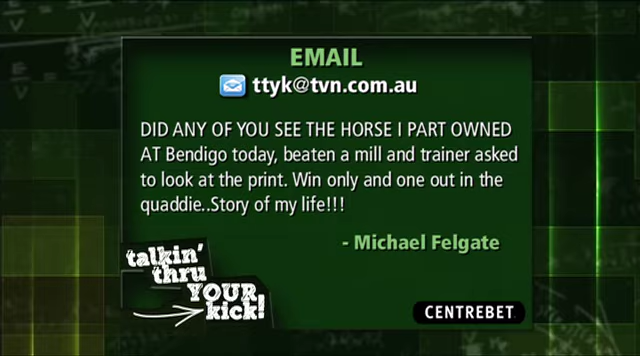 EMAIL
ttyk@tvn.com.au
DID ANY OF YOU SEE THE HORSE I PART OWNED
AT Bendigo today, beaten a mill and trainer asked
to look at the print. Win only and one out in the
quaddie..Story of my life!!!
- Michael Felgate
talkin'
thru
YOUR
kick!
CENTREBET